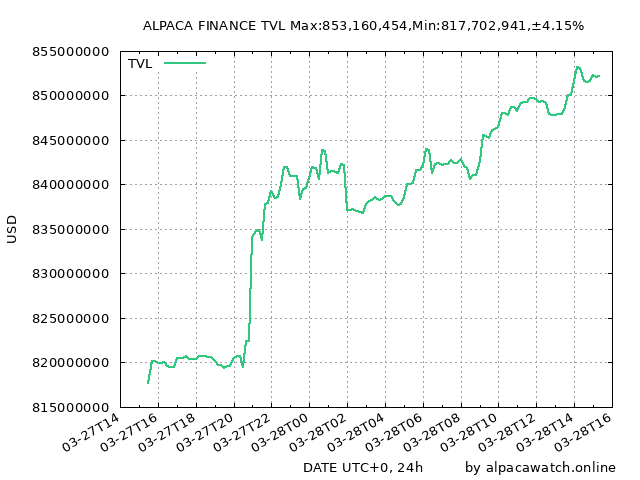 ALPACA FINANCE TVL Max:853,160,454,Min:817,702,941,±4.15%
TVL
855000000
850000000
845000000
840000000
835000000
830000000
825000000
820000000
815000000
USD
03-27T14
03-27T16
03-27T18
03-27T20
03-27T22
03-28T00
03-28T02
03-28T04
03-28T06
03-28T08
03-28T10
03-28T12
03-28T14
03-28T16
DATE UTC+0, 24h
by alpacawatch.online